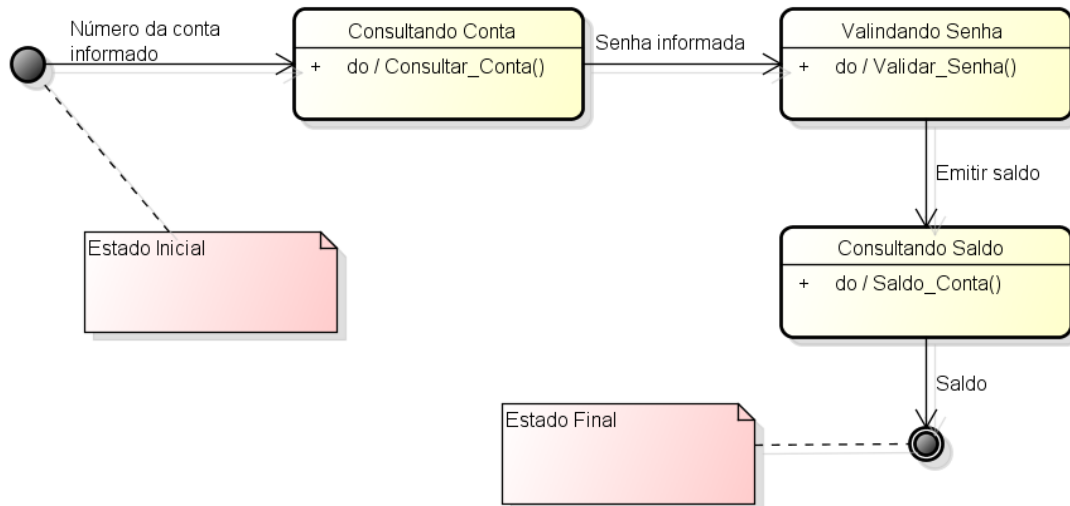 Número da conta
informado
Consultando Conta
+ do / Consultar_Conta()
Senha informada
Valindando Senha
+ do / Validar_Senha()
Emitir saldo
Estado Inicial
Consultando Saldo
+ do / Saldo_Conta()
Saldo
Estado Final